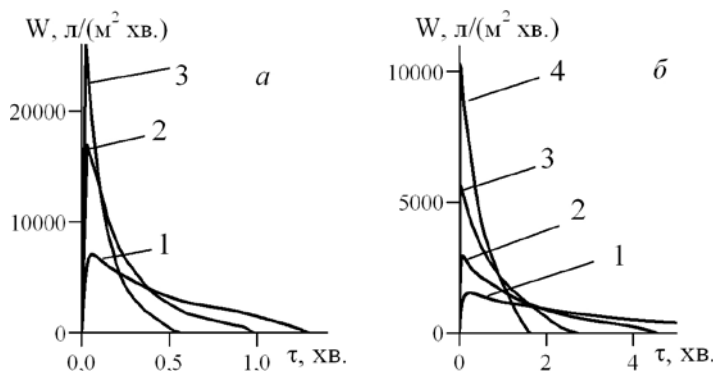 W, л/(м² хв.)
3
а
20000
2
10000
1
0
0,0 0,5 1,0 τ, хв.
W, л/(м² хв.)
б
10000
4
3
5000
2
1
0
0 2 4 τ, хв.